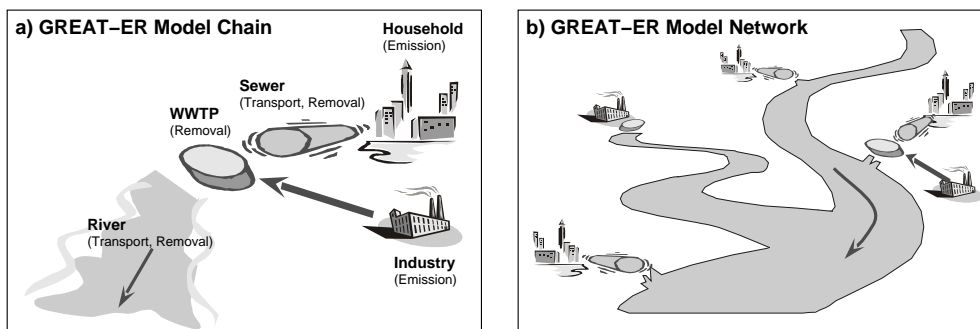 a) GREAT–ER Model Chain
Household
(Emission)
Sewer
(Transport, Removal)
WWTP
(Removal)
River
(Transport, Removal)
Industry
(Emission)
b) GREAT–ER Model Network